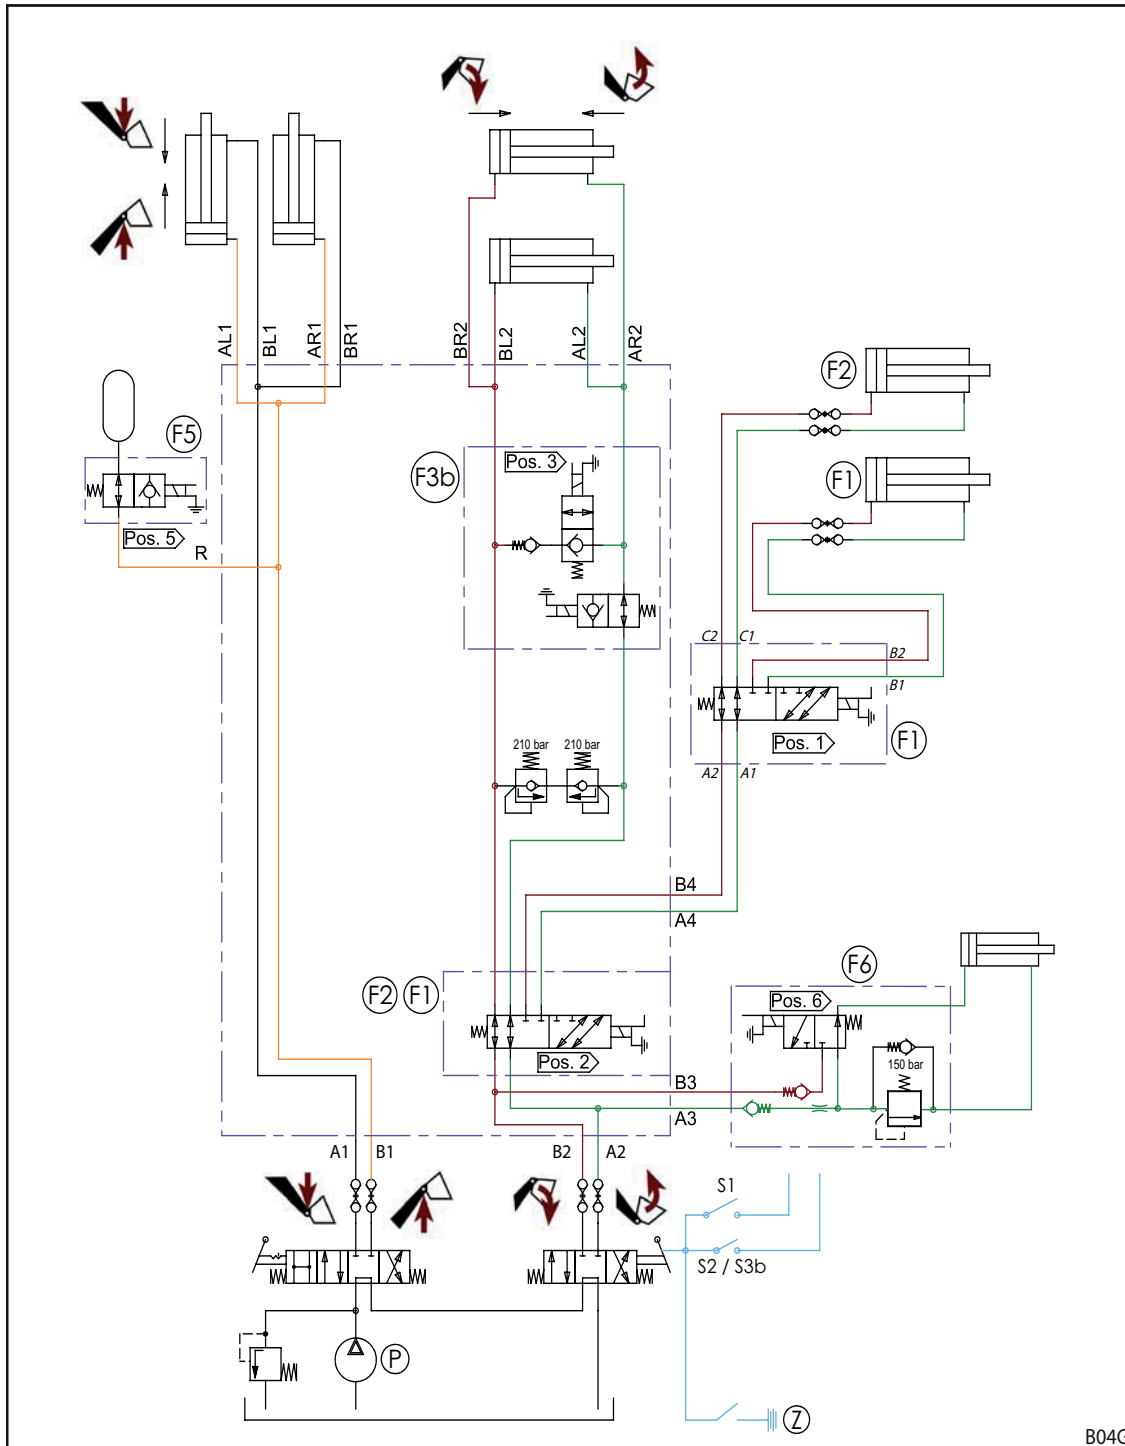 AL1
BL1
AR1
BR1
BR2
BL2
AL2
AR2
F2
F5
F3b
Pos. 3
F1
Pos. 5
R
C2
C1
B2
B1
Pos. 1
F1
210 bar
210 bar
A2
A1
B4
A4
F2
F1
F6
Pos. 6
Pos. 2
150 bar
B3
A3
A1
B1
B2
A2
S1
S2 / S3b
P
Z
B04G